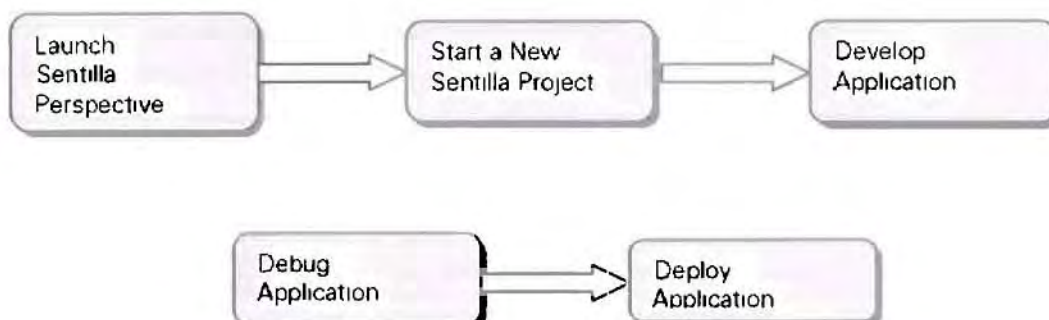 Launch
Sentilla
Perspective
Start a New
Sentilla Project
Develop
Application
Debug
Application
Deploy
Application